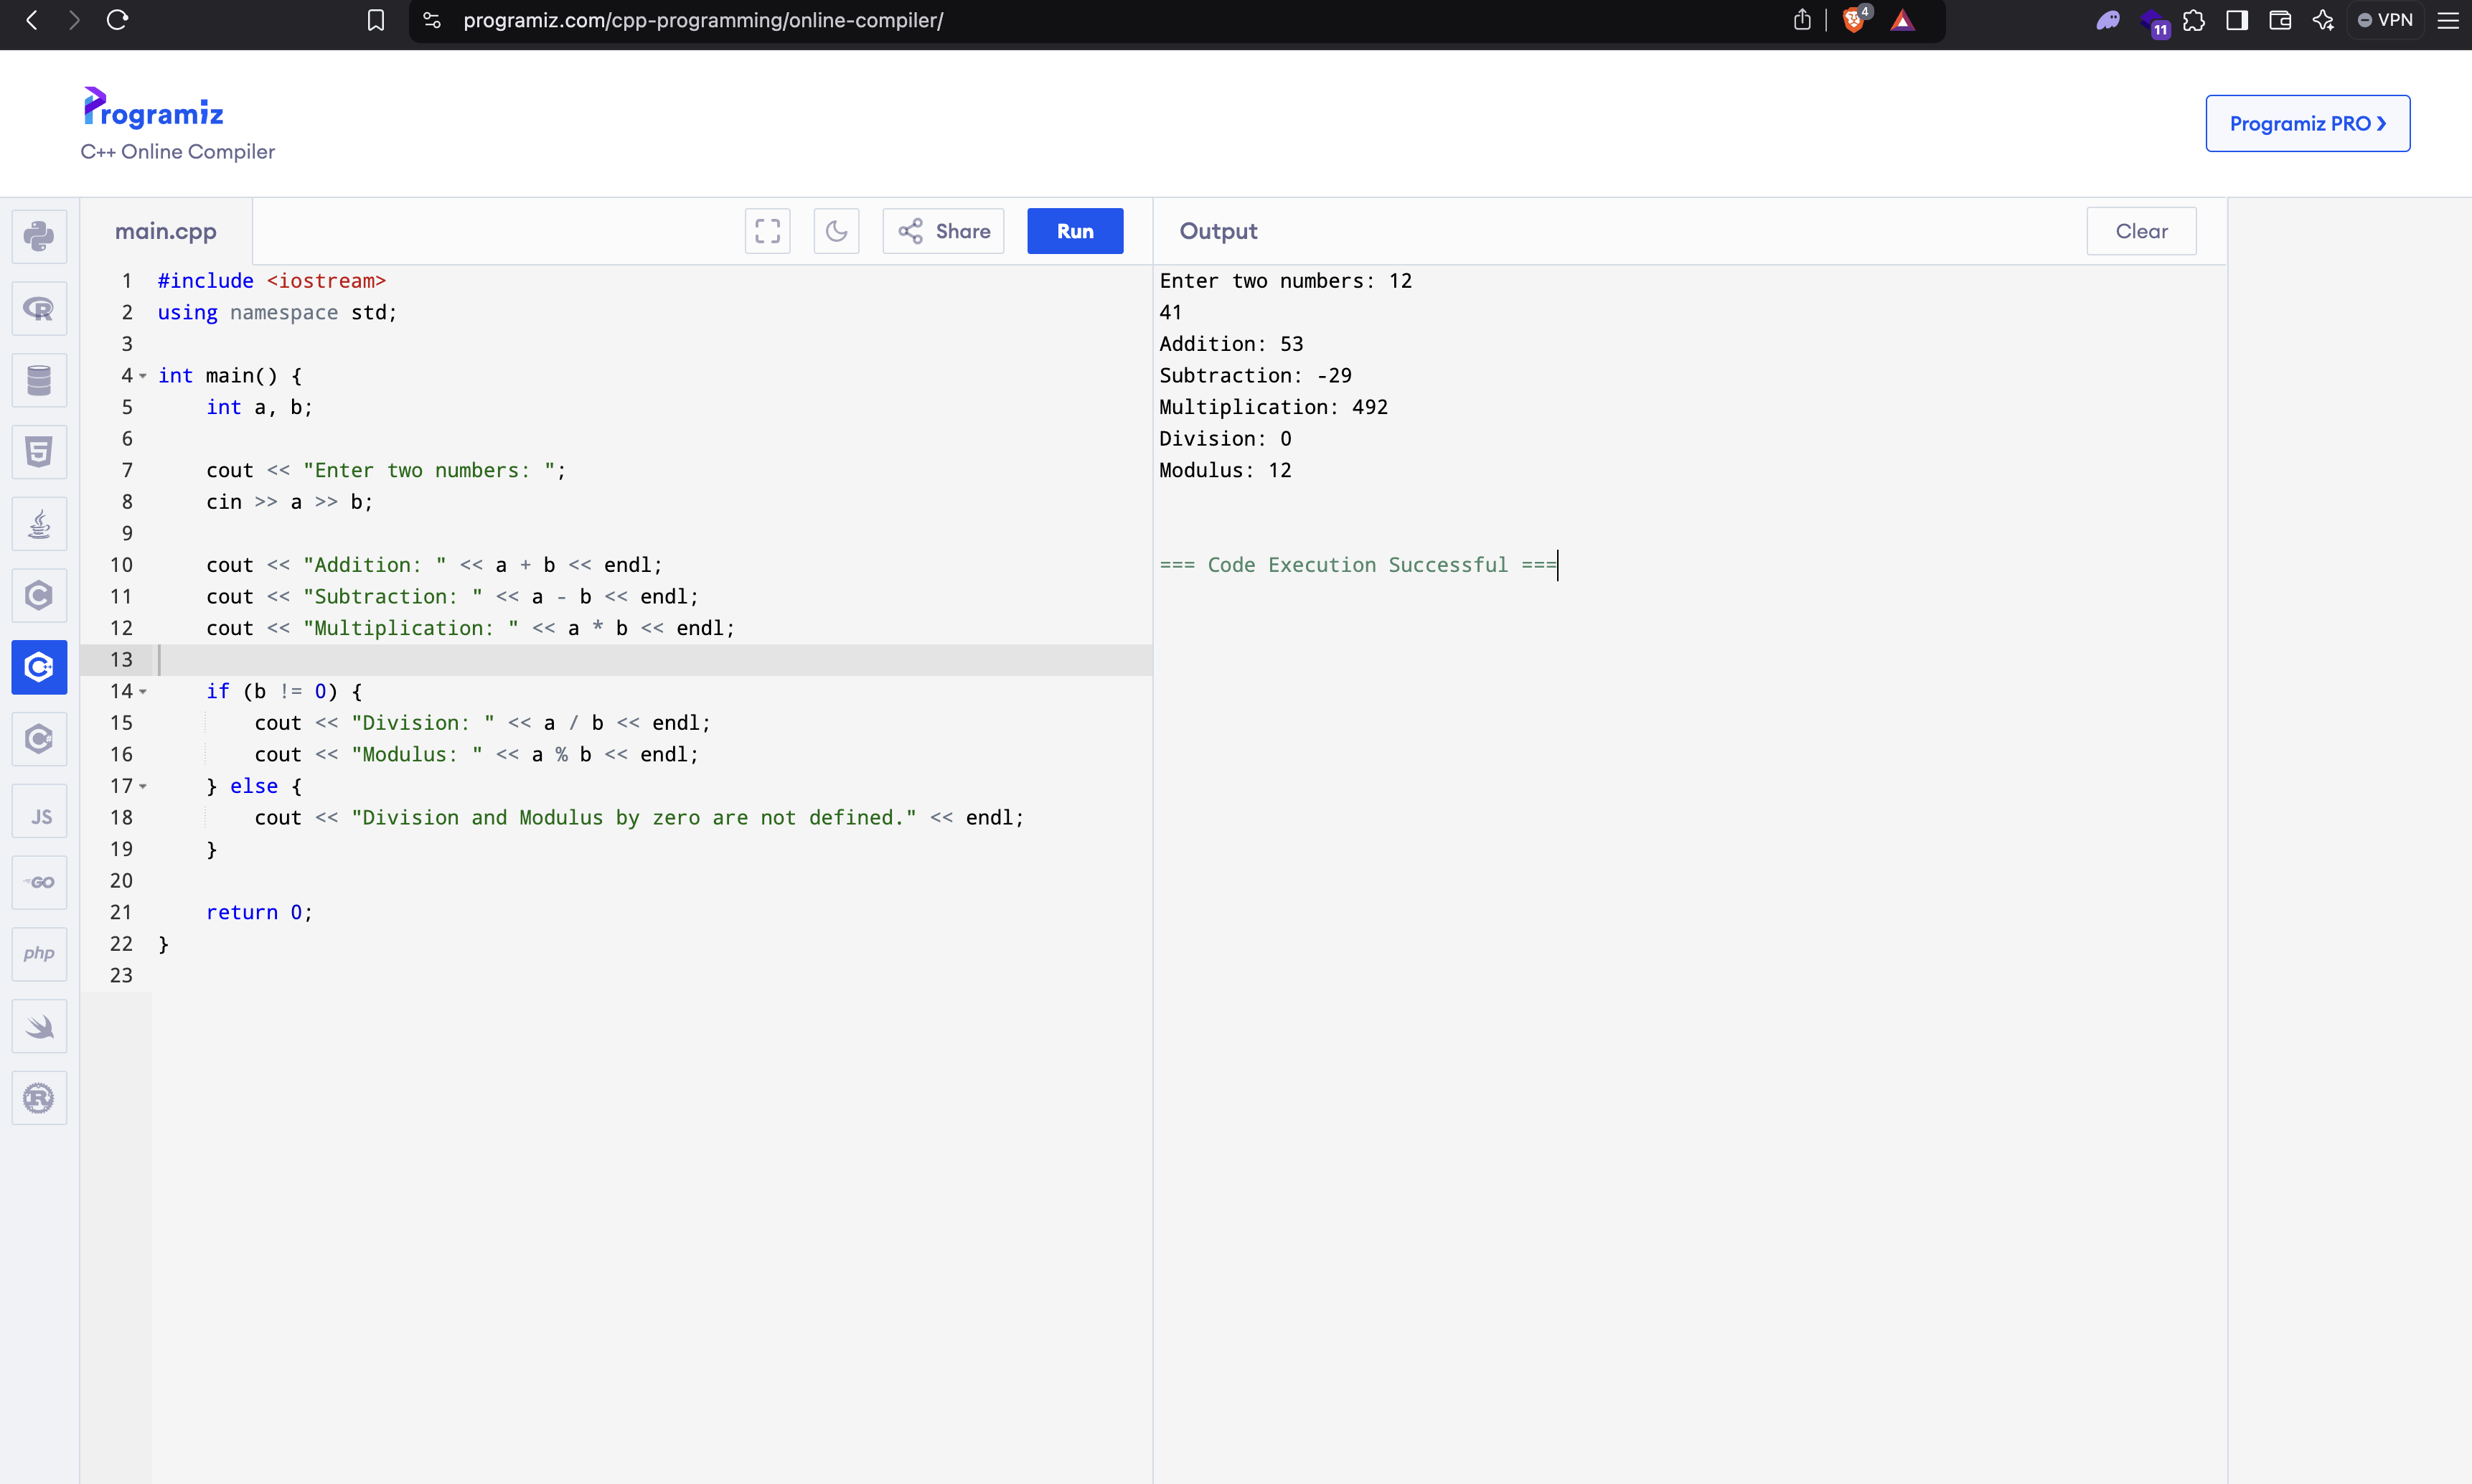 programiz.com/cpp-programming/online-compiler/
4
11
VPN
Programiz
C++ Online Compiler
Programiz PRO ❯
main.cpp
Share
Run
Output
Clear
1 #include <iostream>
2 using namespace std;
3
4 int main() {
5     int a, b;
6
7     cout << "Enter two numbers: ";
8     cin >> a >> b;
9
10     cout << "Addition: " << a + b << endl;
11     cout << "Subtraction: " << a - b << endl;
12     cout << "Multiplication: " << a * b << endl;
13
14     if (b != 0) {
15         cout << "Division: " << a / b << endl;
16         cout << "Modulus: " << a % b << endl;
17     } else {
18         cout << "Division and Modulus by zero are not defined." << endl;
19     }
20
21     return 0;
22 }
23
Enter two numbers: 12
41
Addition: 53
Subtraction: -29
Multiplication: 492
Division: 0
Modulus: 12
=== Code Execution Successful ===
R
5
C
C++
C#
JS
GO
php
R